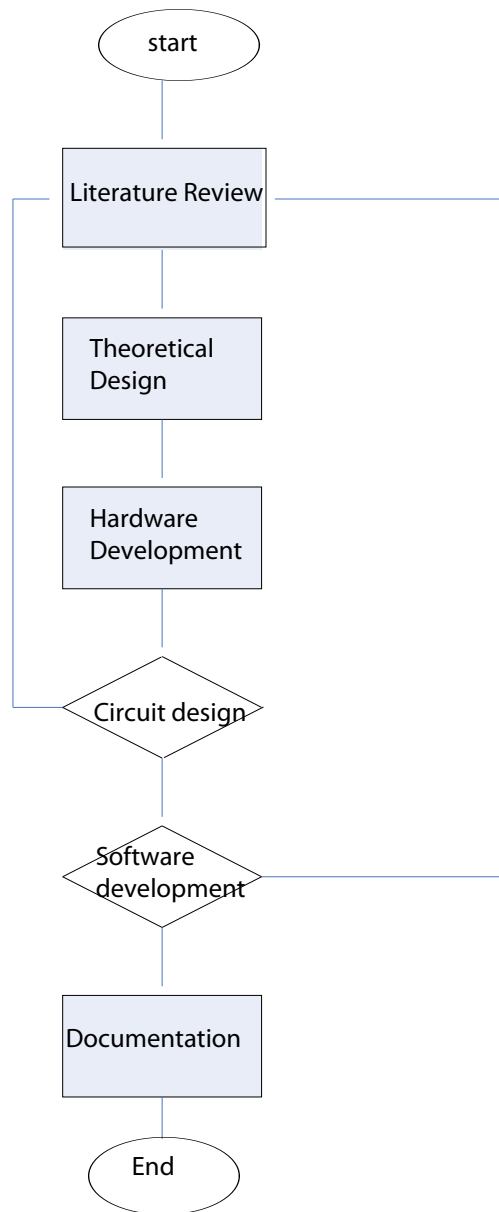 start
Literature Review
Theoretical
Design
Hardware
Development
Circuit design
Software
development
Documentation
End